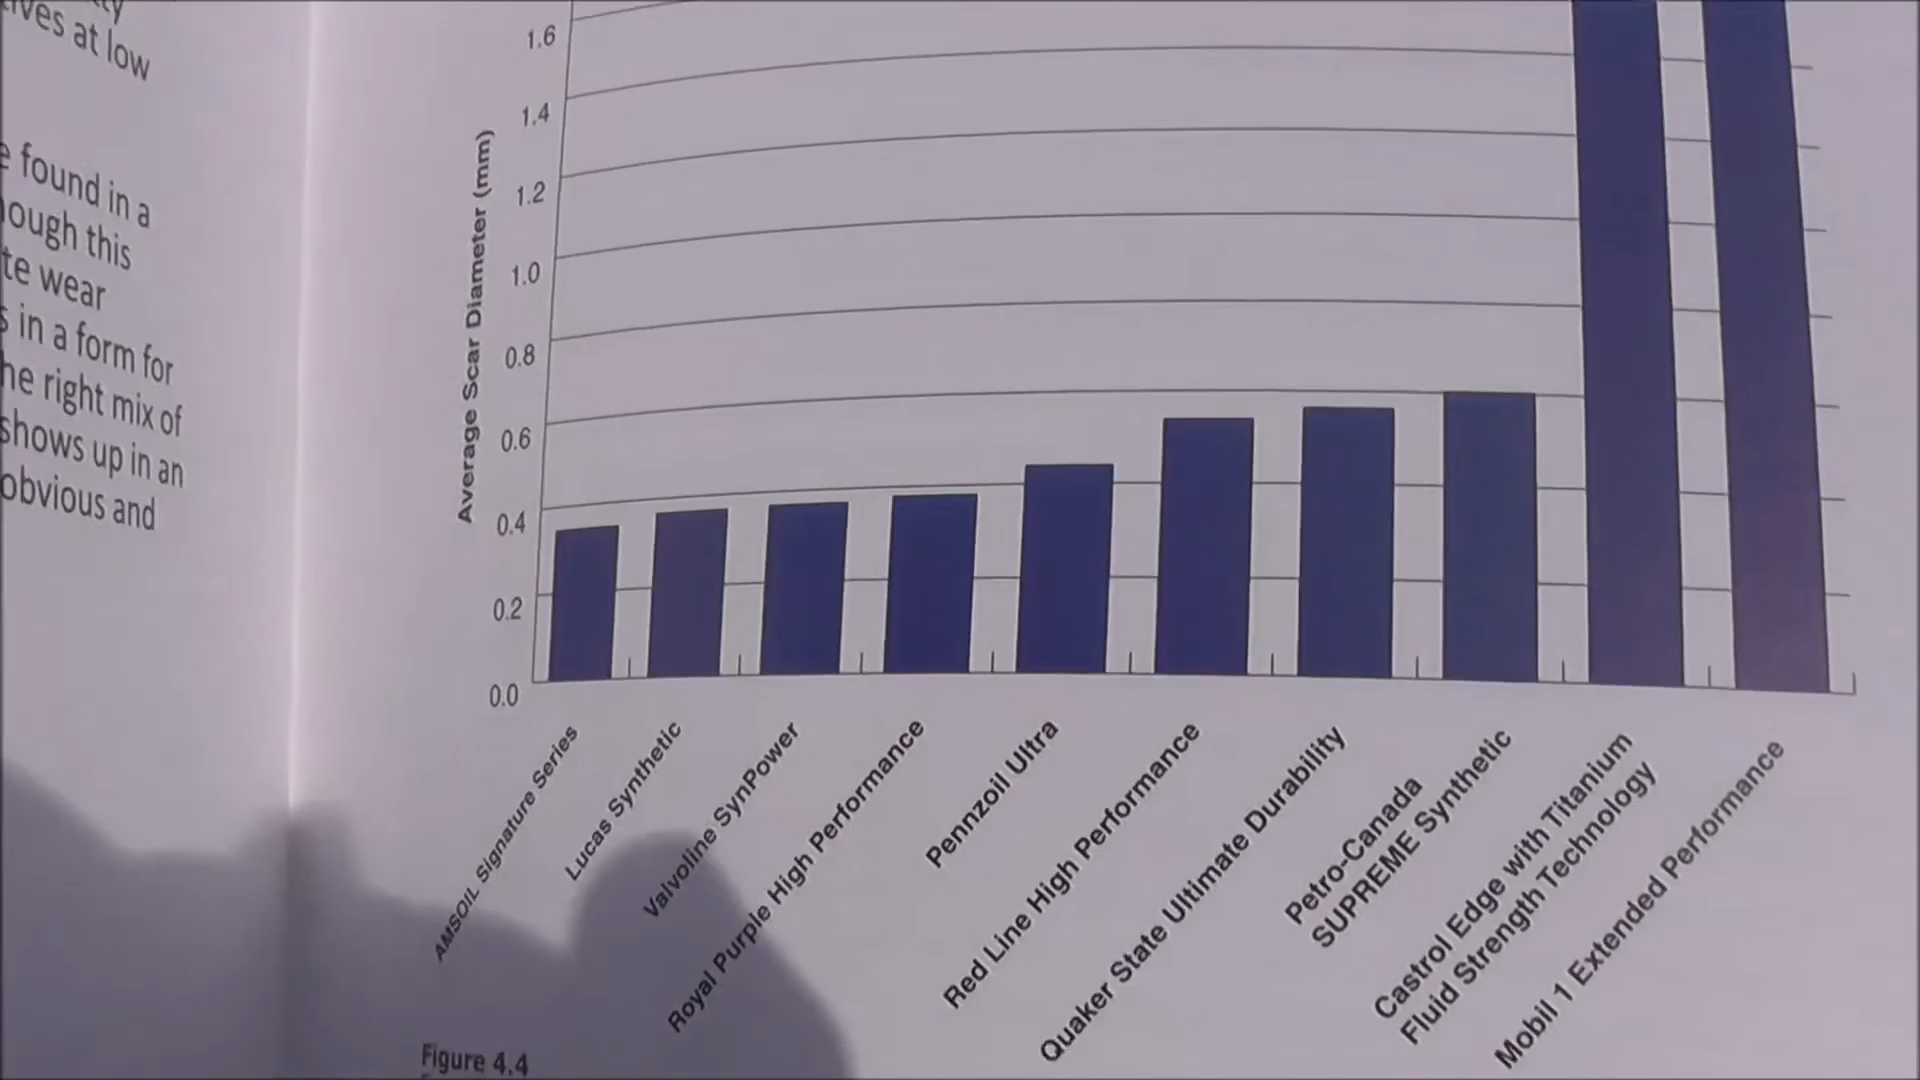 ives at low
found in a
ough this
te wear
in a form for
he right mix of
shows up in an
obvious and
Average Scar Diameter (mm)
1.6
1.4
1.2
1.0
0.8
0.6
0.4
0.2
0.0
AMSOIL Signature Series
Lucas Synthetic
Valvoline SynPower
Royal Purple High Performance
Pennzoil Ultra
Red Line High Performance
Quaker State Ultimate Durability
Petro-Canada
SUPREME Synthetic
Castrol Edge with Titanium
Fluid Strength Technology
Mobil 1 Extended Performance
Figure 4.4